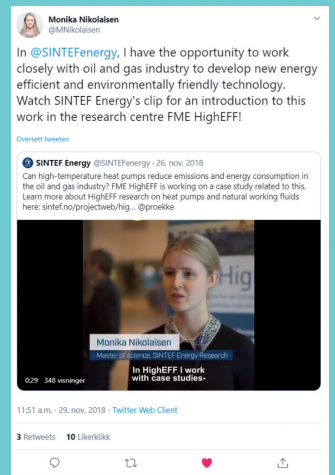 Monika Nikolaisen
@MNikolaisen
In @SINTEFenergy, I have the opportunity to work
closely with oil and gas industry to develop new energy
efficient and environmentally friendly technology.
Watch SINTEF Energy's clip for an introduction to this
work in the research centre FME HighEFF!
Oversett tweeten
SINTEF Energy @SINTEFenergy · 26. nov. 2018
Can high-temperature heat pumps reduce emissions and energy consumption in
the oil and gas industry? FME HighEFF is working on a case study related to this.
Learn more about HighEFF research on heat pumps and natural working fluids
here: sintef.no/projectweb/hig... @proekke
Hig
Monika Nikolaisen
Master of science, SINTEF Energy Research
In HighEFF I work
with case studies-
0:29 348 visninger
11:51 a.m. · 29. nov. 2018 · Twitter Web Client
3 Retweets 10 Likerklikk